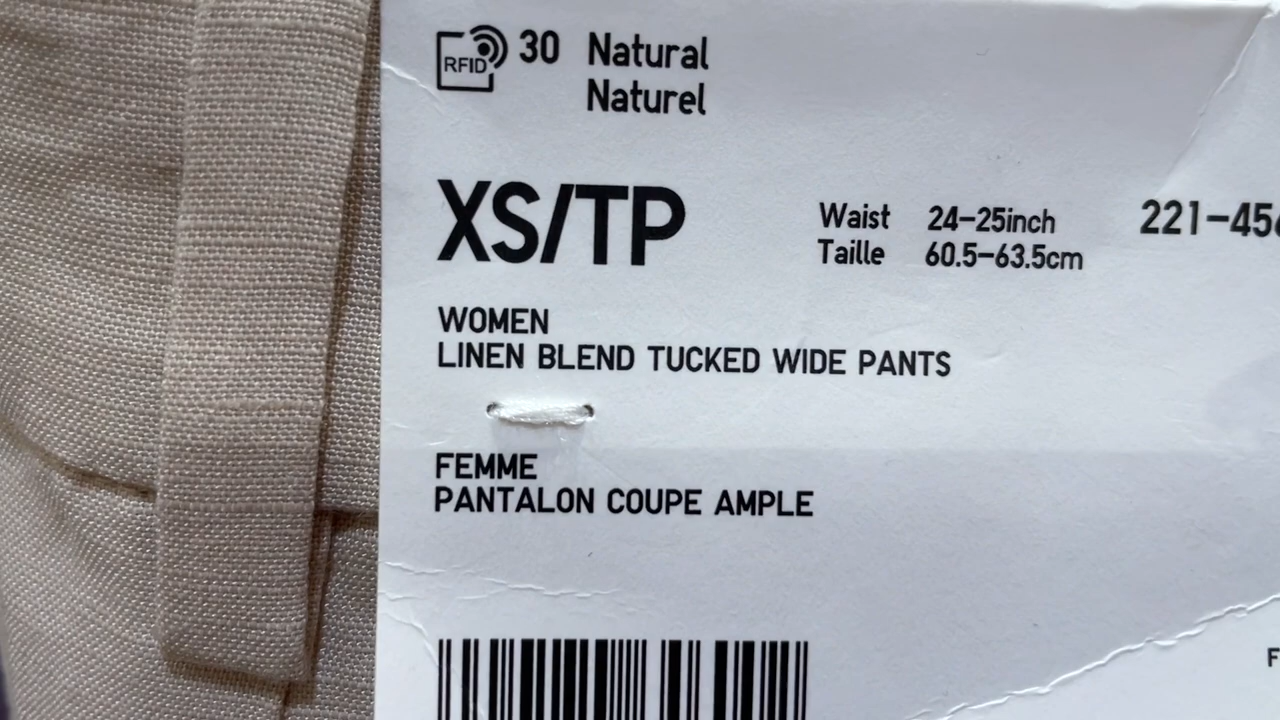 RFID 30 Natural
Naturel
XS/TP
Waist 24-25inch 221-45
Taille 60.5-63.5cm
WOMEN
LINEN BLEND TUCKED WIDE PANTS
FEMME
PANTALON COUPE AMPLE
F